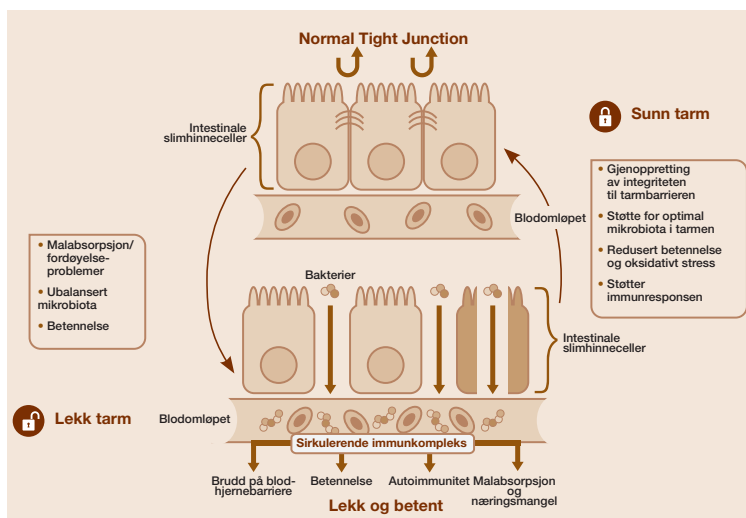 Normal Tight Junction
Intestinale
slimhinneceller
Sunn tarm
• Gjenoppretting
av integriteten
til tarmbarrieren
• Støtte for optimal
mikrobiota i tarmen
• Redusert betennelse
og oksidativt stress
• Støtter
immunresponsen
Blodomløpet
• Malabsorpsjon/
fordøyelse-
problemer
• Ubalansert
mikrobiota
• Betennelse
Bakterier
Intestinale
slimhinneceller
Lekk tarm
Blodomløpet
Sirkulerende immunkompleks
Brudd på blod-
hjernebarriere
Betennelse
Autoimmunitet
Malabsorpsjon
og
næringsmangel
Lekk og betent